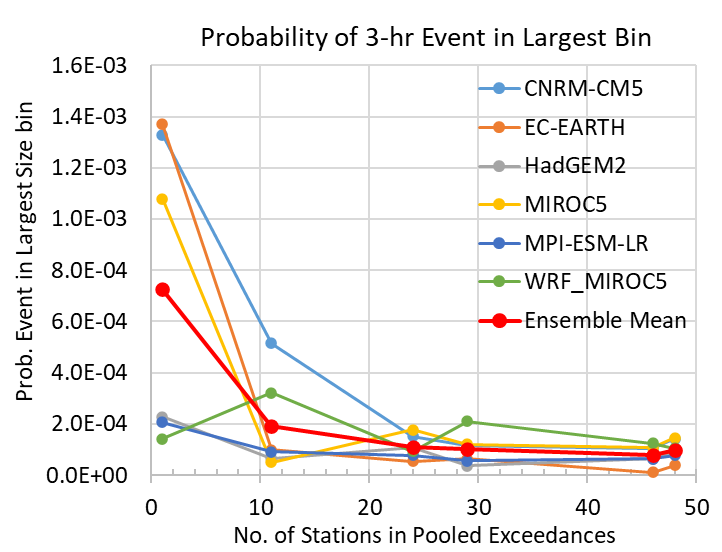 Probability of 3-hr Event in Largest Bin
Prob. Event in Largest Size bin
1.6E-03
1.4E-03
1.2E-03
1.0E-03
8.0E-04
6.0E-04
4.0E-04
2.0E-04
0.0E+00
CNRM-CM5
EC-EARTH
HadGEM2
MIROC5
MPI-ESM-LR
WRF_MIROC5
Ensemble Mean
0 10 20 30 40 50
No. of Stations in Pooled Exceedances